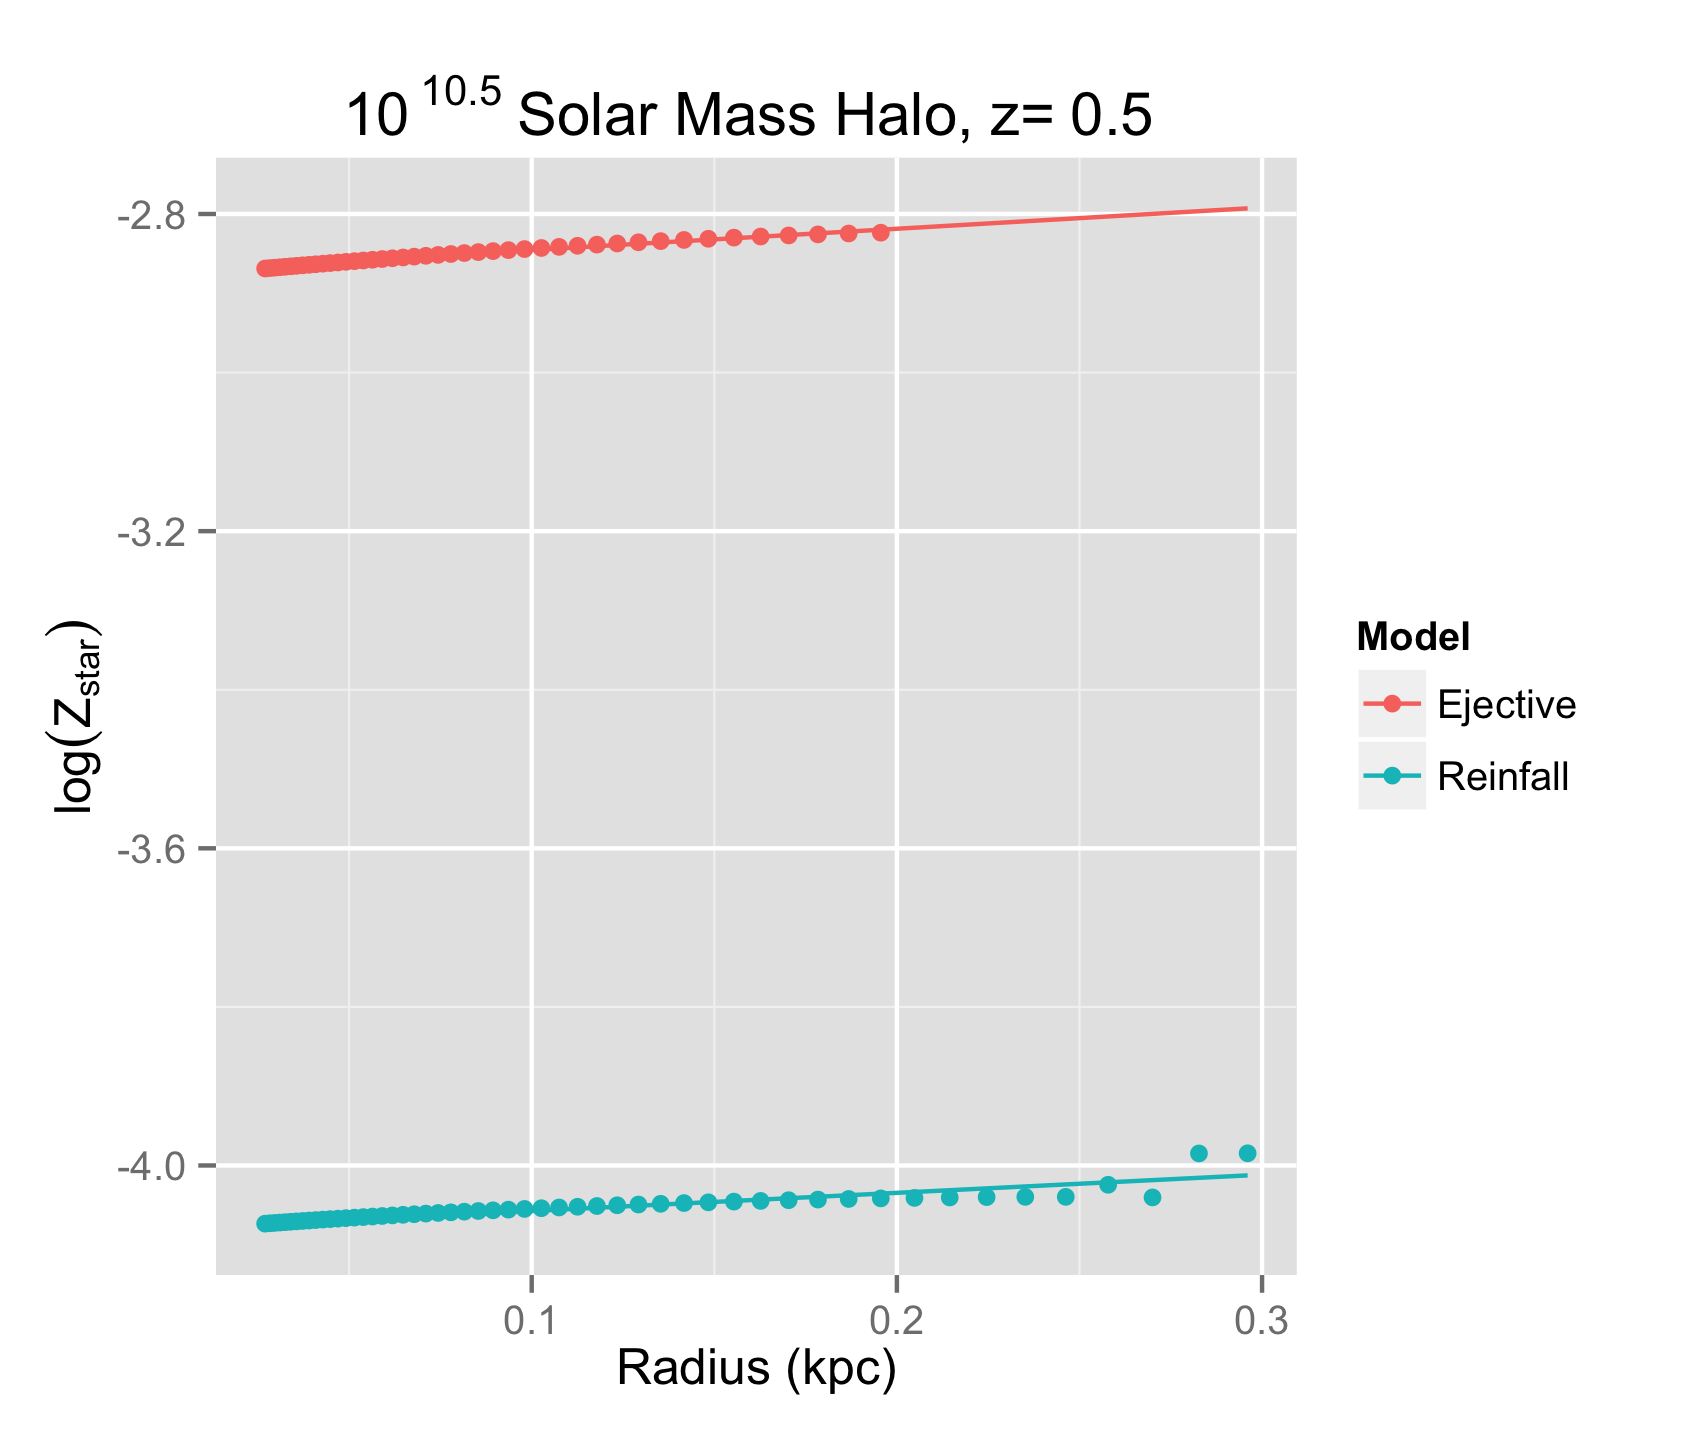 10 10.5 Solar Mass Halo, z= 0.5
-2.8
-3.2
-3.6
-4.0
log(Zstar)
0.1 0.2 0.3
Radius (kpc)
Model
Ejective
Reinfall